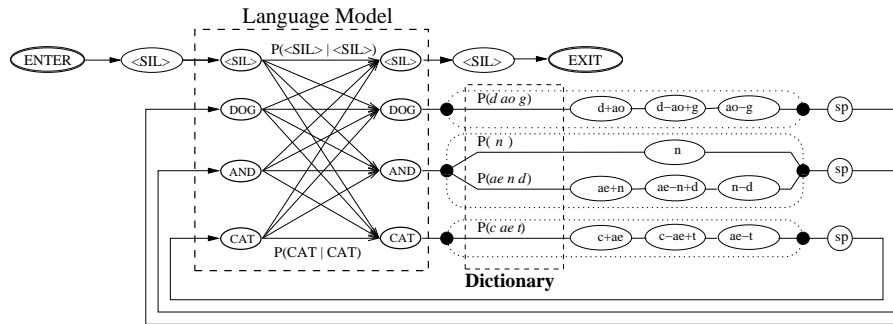 Language Model
P(<SIL> | <SIL>)
ENTER <SIL> <SIL> <SIL> <SIL> EXIT
DOG DOG P(d ao g) d+ao d−ao+g ao−g sp
P( n ) n
AND AND sp
P(ae n d) ae+n ae−n+d n−d
CAT CAT P(c ae t) c+ae c−ae+t ae−t sp
P(CAT | CAT)
Dictionary